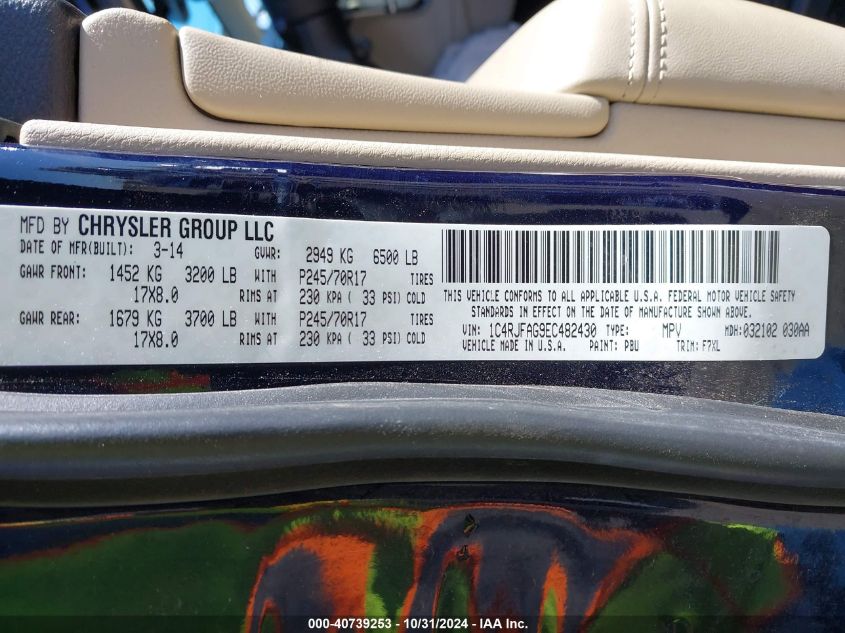 MFD BY CHRYSLER GROUP LLC
DATE OF MFR(BUILT): 3-14 GVWR: 2949 KG 6500 LB
GAWR FRONT: 1452 KG 3200 LB WITH P245/70R17 TIRES
17X8.0 RIMS AT 230 KPA ( 33 PSI) COLD
GAWR REAR: 1679 KG 3700 LB WITH P245/70R17 TIRES
17X8.0 RIMS AT 230 KPA ( 33 PSI) COLD
THIS VEHICLE CONFORMS TO ALL APPLICABLE U.S.A. FEDERAL MOTOR VEHICLE SAFETY
STANDARDS IN EFFECT ON THE DATE OF MANUFACTURE SHOWN ABOVE.
VIN: 1C4RJFAG9EC482430 TYPE: MPV MDH: 032102 030AA
VEHICLE MADE IN U.S.A. PAINT: PBU TRIM: F7XL
000-40739253 - 10/31/2024 - IAA Inc.